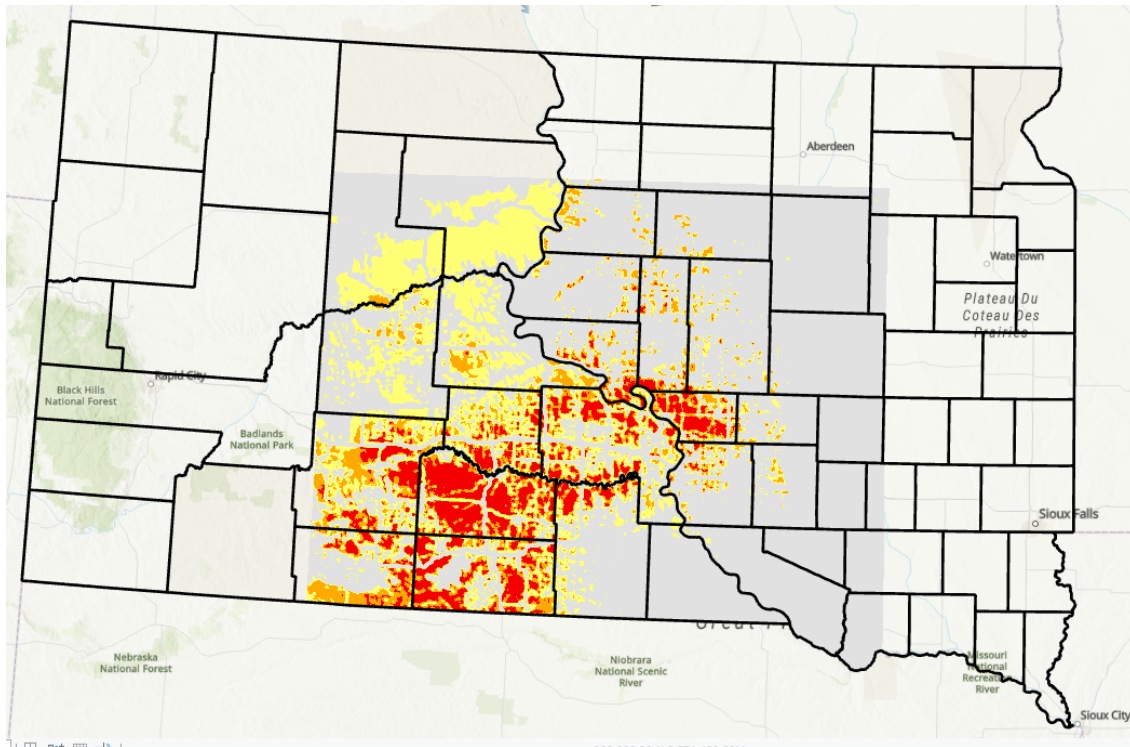 Aberdeen
Watertown
Plateau Du
Coteau Des
Prairies
Rapid City
Black Hills
National Forest
Badlands
National Park
Sioux Falls
Nebraska
National Forest
Niobrara
National Scenic
River
Missouri
National
Recreation
River
Sioux City